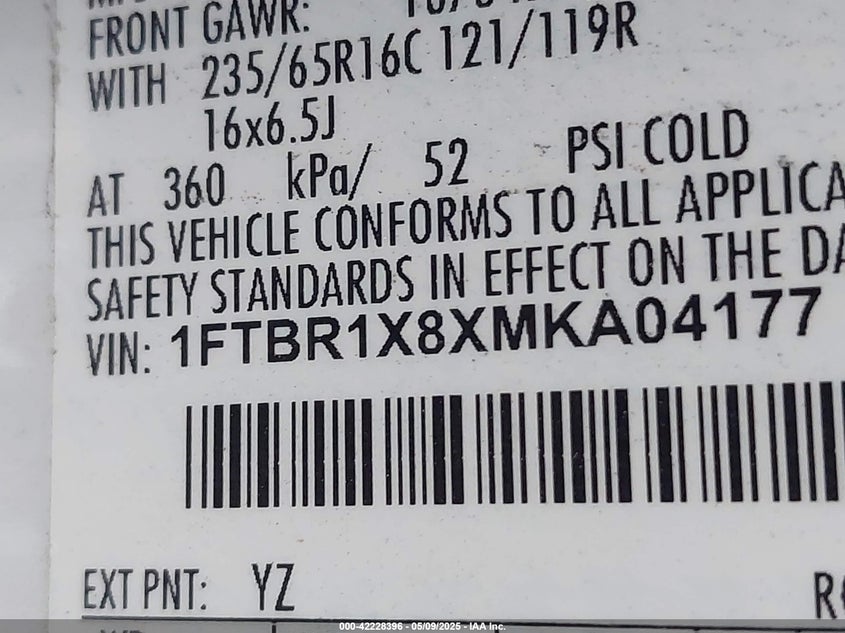 FRONT GAWR:
WITH 235/65R16C 121/119R
16x6.5J
AT 360 kPa/ 52 PSI COLD
THIS VEHICLE CONFORMS TO ALL APPLICA
SAFETY STANDARDS IN EFFECT ON THE DA
VIN: 1FTBR1X8XMKA04177
EXT PNT: YZ
000-42228396 - 05/09/2025 - IAA Inc.